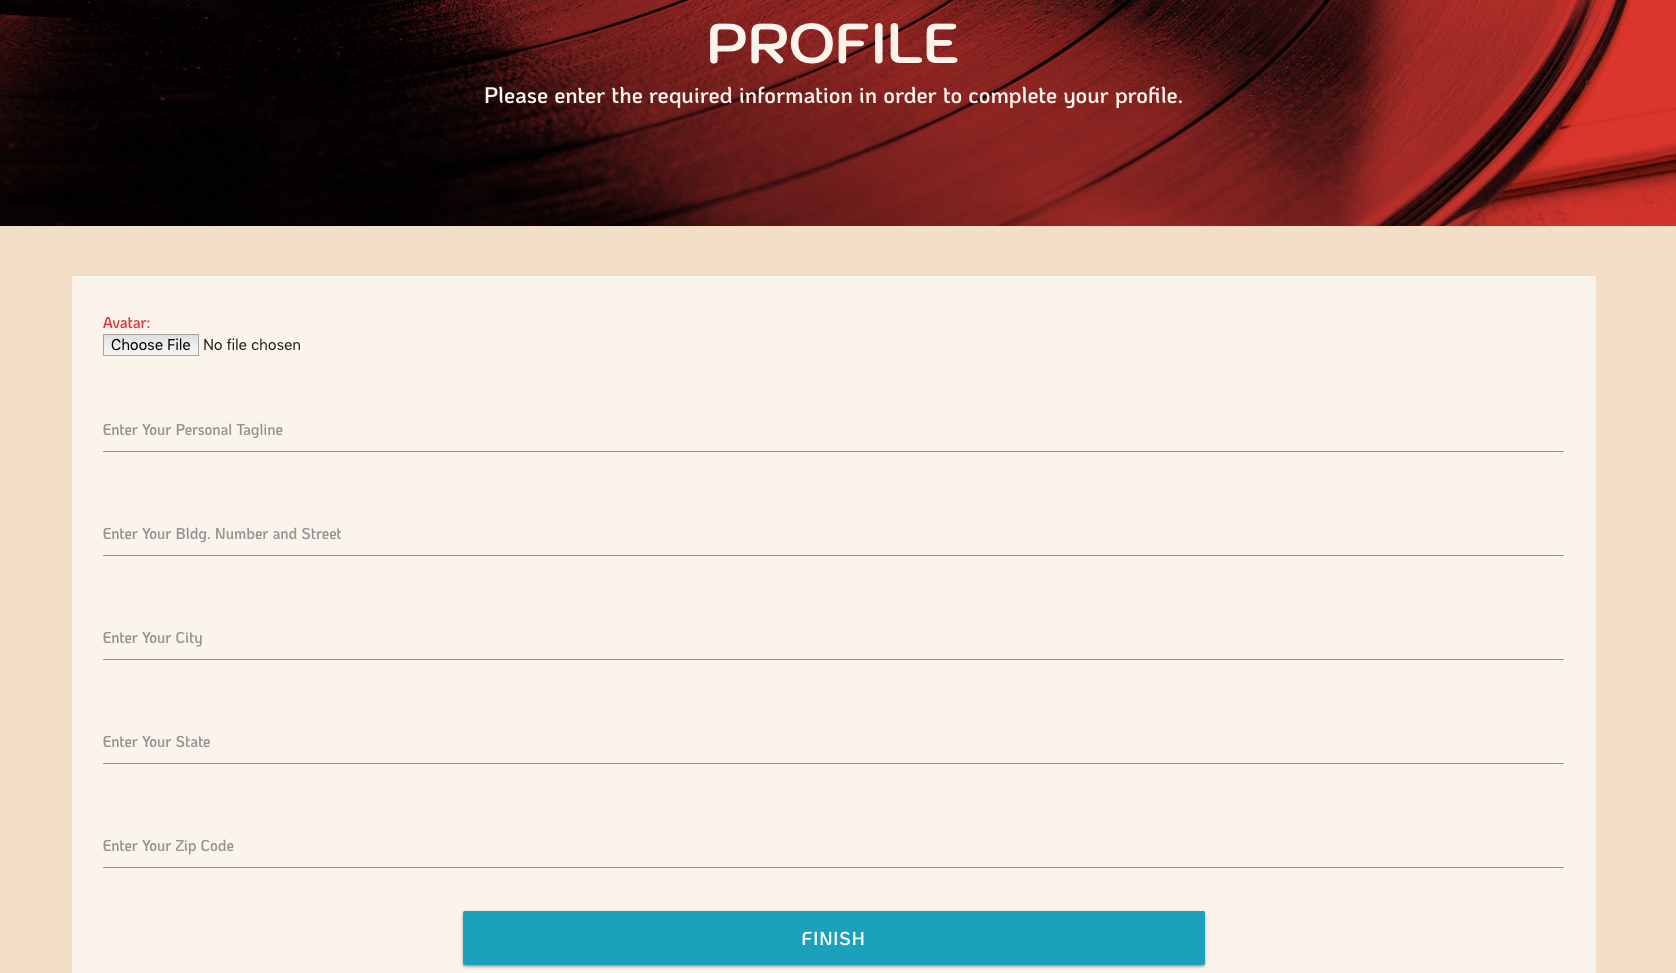 PROFILE
Please enter the required information in order to complete your profile.
Avatar:
Choose File No file chosen
Enter Your Personal Tagline
Enter Your Bldg. Number and Street
Enter Your City
Enter Your State
Enter Your Zip Code
FINISH